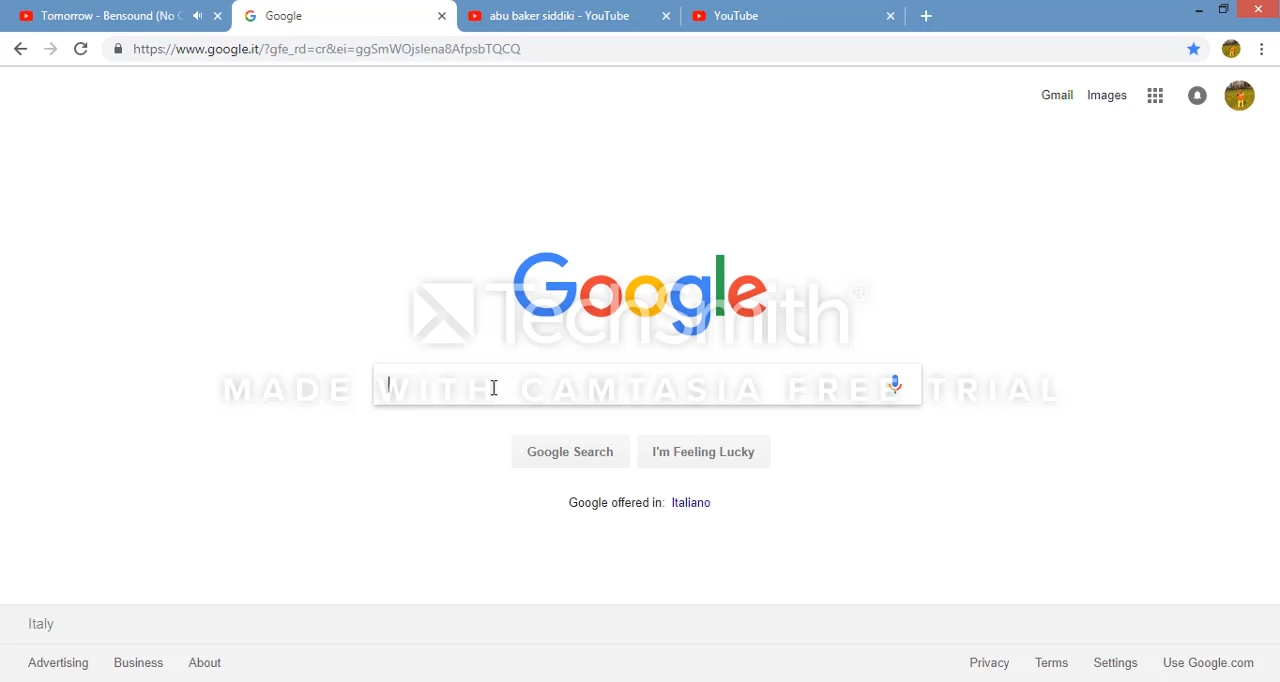 Tomorrow - Bensound (No C
Google
abu baker siddiki - YouTube
YouTube
https://www.google.it/?gfe_rd=cr&ei=ggSmWOjslena8AfpsbTQCQ
Gmail Images
Google
TechSmith®
MADE WITH CAMTASIA FREE TRIAL
Google Search I'm Feeling Lucky
Google offered in: Italiano
Italy
Advertising Business About Privacy Terms Settings Use Google.com